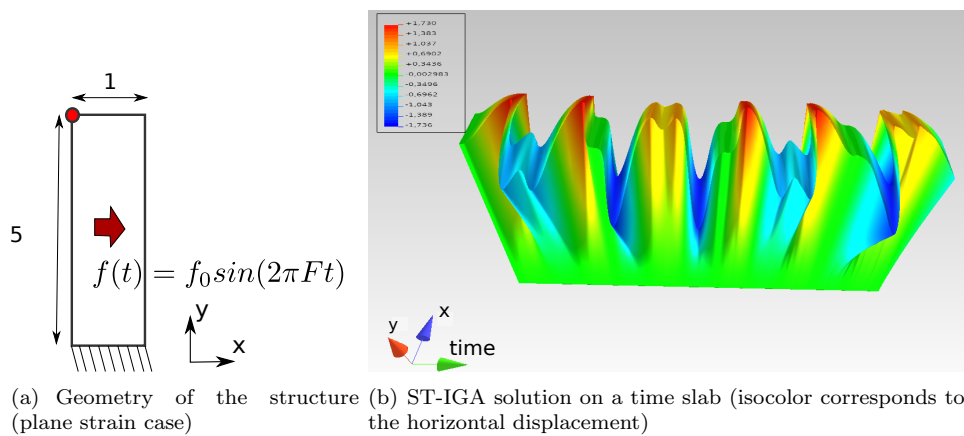 1
5
f(t) = f₀sin(2πFt)
y
x
(a) Geometry of the structure
(plane strain case)
+1,730
+1,383
+1,037
+0,6902
+0,3436
-0,002983
-0,3496
-0,6962
-1,043
-1,389
-1,736
y
x
time
(b) ST-IGA solution on a time slab (isocolor corresponds to
the horizontal displacement)